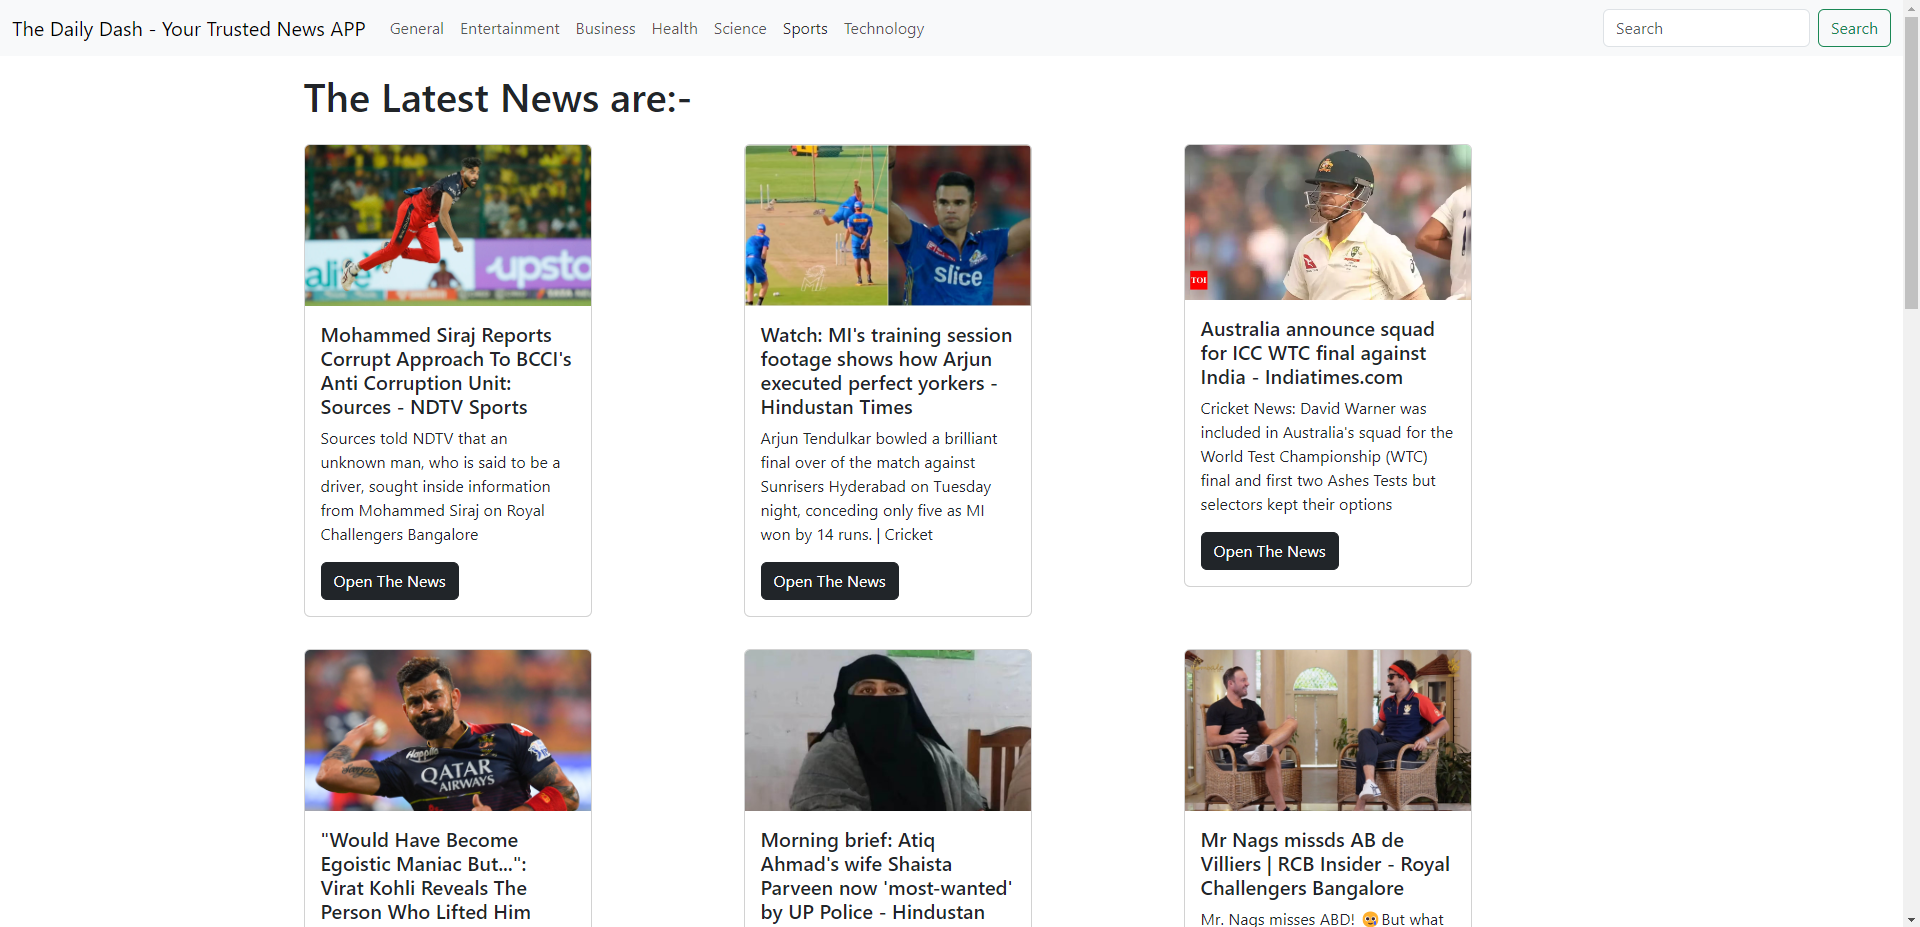 The Daily Dash - Your Trusted News APP General Entertainment Business Health Science Sports Technology Search Search
The Latest News are:-
alite
upsto
Mohammed Siraj Reports
Corrupt Approach To BCCI's
Anti Corruption Unit:
Sources - NDTV Sports
Sources told NDTV that an
unknown man, who is said to be a
driver, sought inside information
from Mohammed Siraj on Royal
Challengers Bangalore
Open The News
MI
slice
Watch: MI's training session
footage shows how Arjun
executed perfect yorkers -
Hindustan Times
Arjun Tendulkar bowled a brilliant
final over of the match against
Sunrisers Hyderabad on Tuesday
night, conceding only five as MI
won by 14 runs. | Cricket
Open The News
TOI
Australia announce squad
for ICC WTC final against
India - Indiatimes.com
Cricket News: David Warner was
included in Australia's squad for the
World Test Championship (WTC)
final and first two Ashes Tests but
selectors kept their options
Open The News
Happilo
QATAR
AIRWAYS
"Would Have Become
Egoistic Maniac But...":
Virat Kohli Reveals The
Person Who Lifted Him
Morning brief: Atiq
Ahmad's wife Shaista
Parveen now 'most-wanted'
by UP Police - Hindustan
Mr Nags missds AB de
Villiers | RCB Insider - Royal
Challengers Bangalore
Mr. Nags misses ABD! 🥲But what